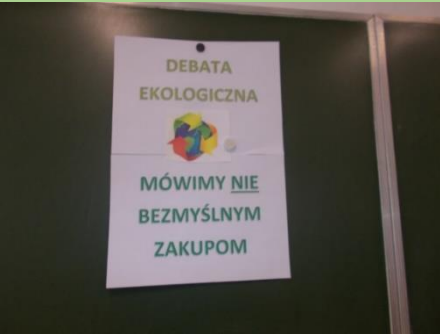 DEBATA
EKOLOGICZNA
MÓWIMY NIE
BEZMYŚLNYM
ZAKUPOM